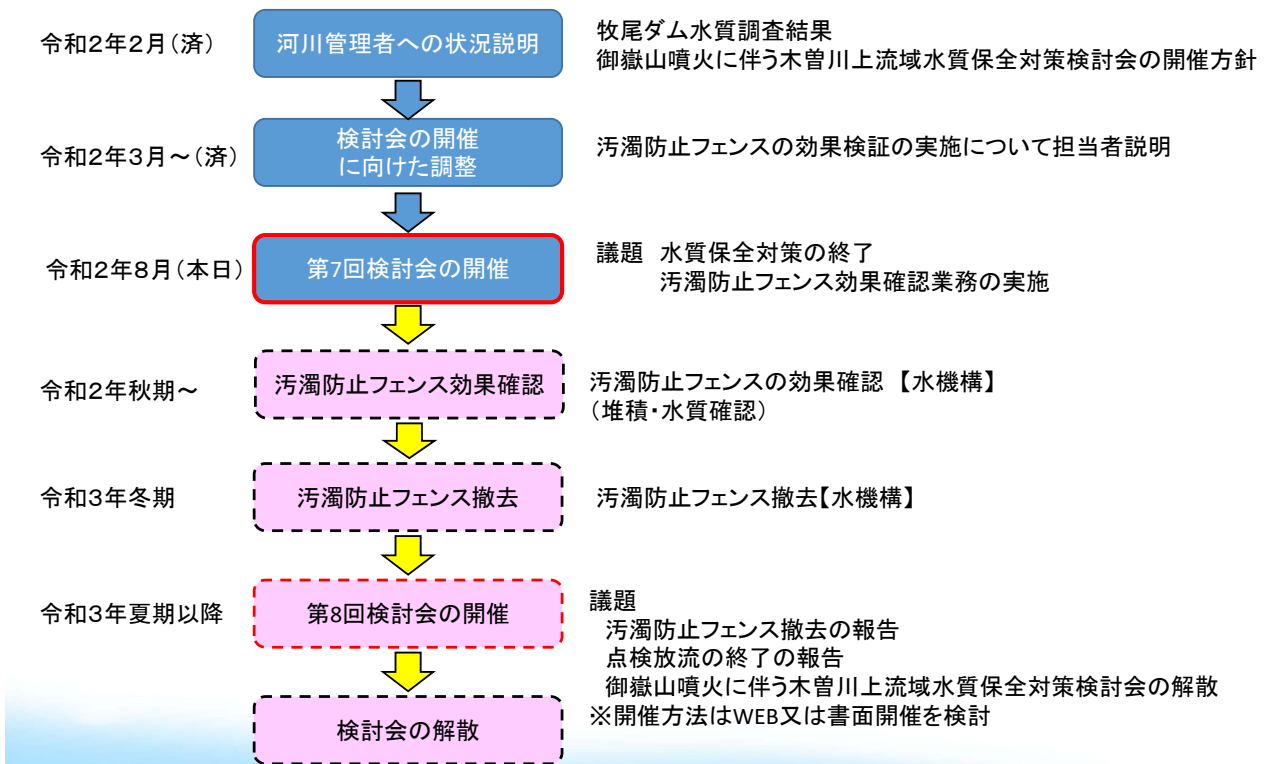 令和2年2月(済)
河川管理者への状況説明
牧尾ダム水質調査結果
御嶽山噴火に伴う木曽川上流域水質保全対策検討会の開催方針
令和2年3月~(済)
検討会の開催
に向けた調整
汚濁防止フェンスの効果検証の実施について担当者説明
令和2年8月(本日)
第7回検討会の開催
議題 水質保全対策の終了
汚濁防止フェンス効果確認業務の実施
令和2年秋期~
汚濁防止フェンス効果確認
汚濁防止フェンスの効果確認 【水機構】
(堆積・水質確認)
令和3年冬期
汚濁防止フェンス撤去
汚濁防止フェンス撤去【水機構】
令和3年夏期以降
第8回検討会の開催
議題
汚濁防止フェンス撤去の報告
点検放流の終了の報告
御嶽山噴火に伴う木曽川上流域水質保全対策検討会の解散
※開催方法はWEB又は書面開催を検討
検討会の解散